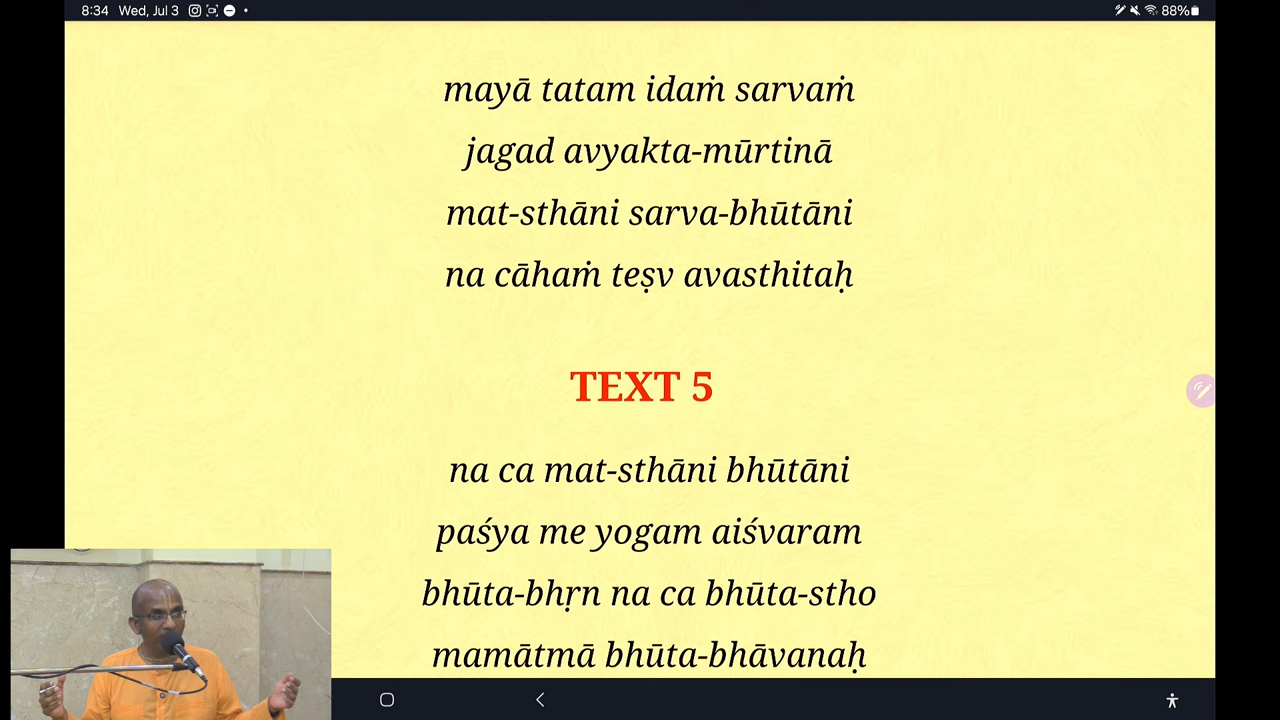 8:34 Wed, Jul 3
88%
mayā tatam idaṁ sarvaṁ
jagad avyakta-mūrtinā
mat-sthāni sarva-bhūtāni
na cāhaṁ teṣv avasthitaḥ
TEXT 5
na ca mat-sthāni bhūtāni
paśya me yogam aiśvaram
bhūta-bhṛn na ca bhūta-stho
mamātmā bhūta-bhāvanaḥ